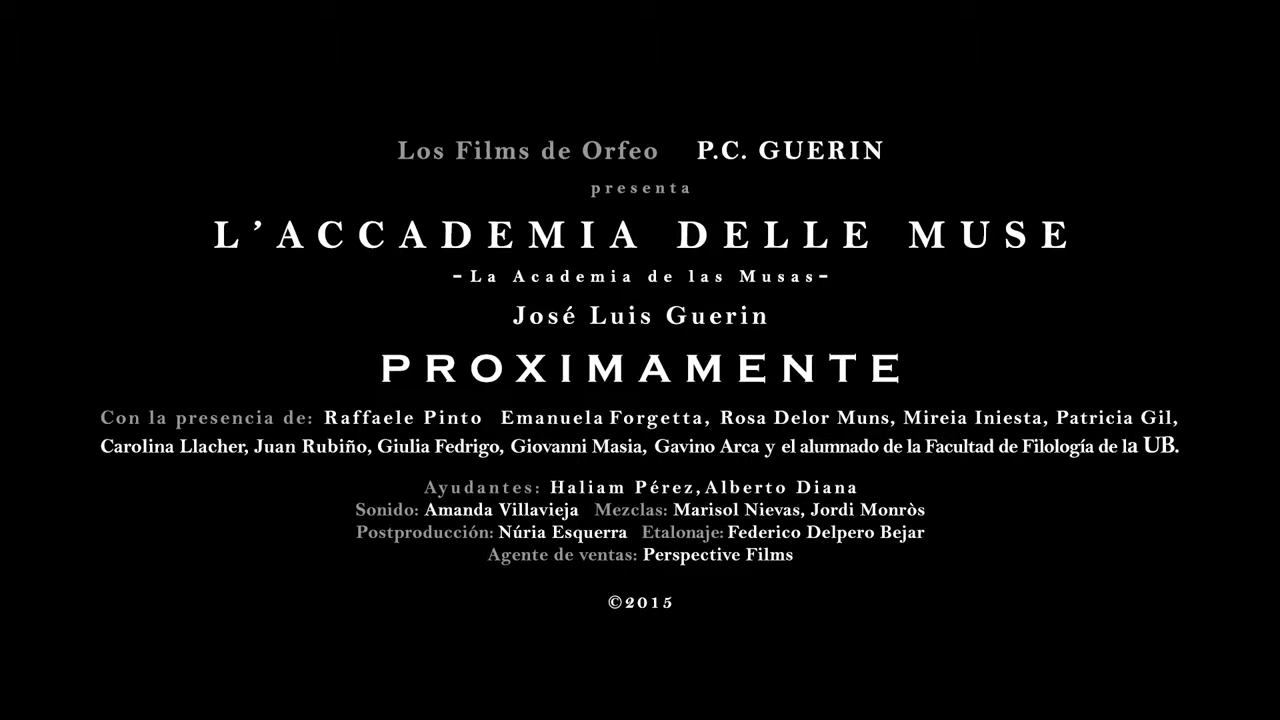 Los Films de Orfeo P.C. GUERIN
presenta
L'ACCADEMIA DELLE MUSE
-La Academia de las Musas-
José Luis Guerin
PROXIMAMENTE
Con la presencia de: Raffaele Pinto Emanuela Forgetta, Rosa Delor Muns, Mireia Iniesta, Patricia Gil,
Carolina Llacher, Juan Rubiño, Giulia Fedrigo, Giovanni Masia, Gavino Arca y el alumnado de la Facultad de Filología de la UB.
Ayudantes: Haliam Pérez, Alberto Diana
Sonido: Amanda Villavieja Mezclas: Marisol Nievas, Jordi Monròs
Postproducción: Núria Esquerra Etalonaje: Federico Delpero Bejar
Agente de ventas: Perspective Films
©2015